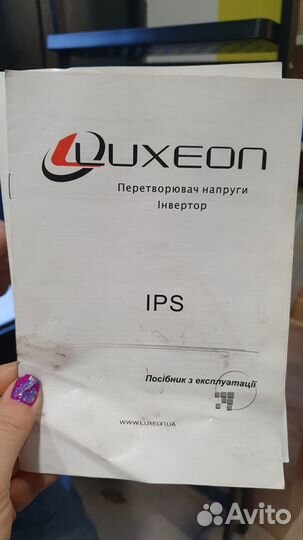 LUXEON
Перетворювач напруги
Інвертор
IPS
Посібник з експлуатації
WWW.LUXEON.UA
Avito